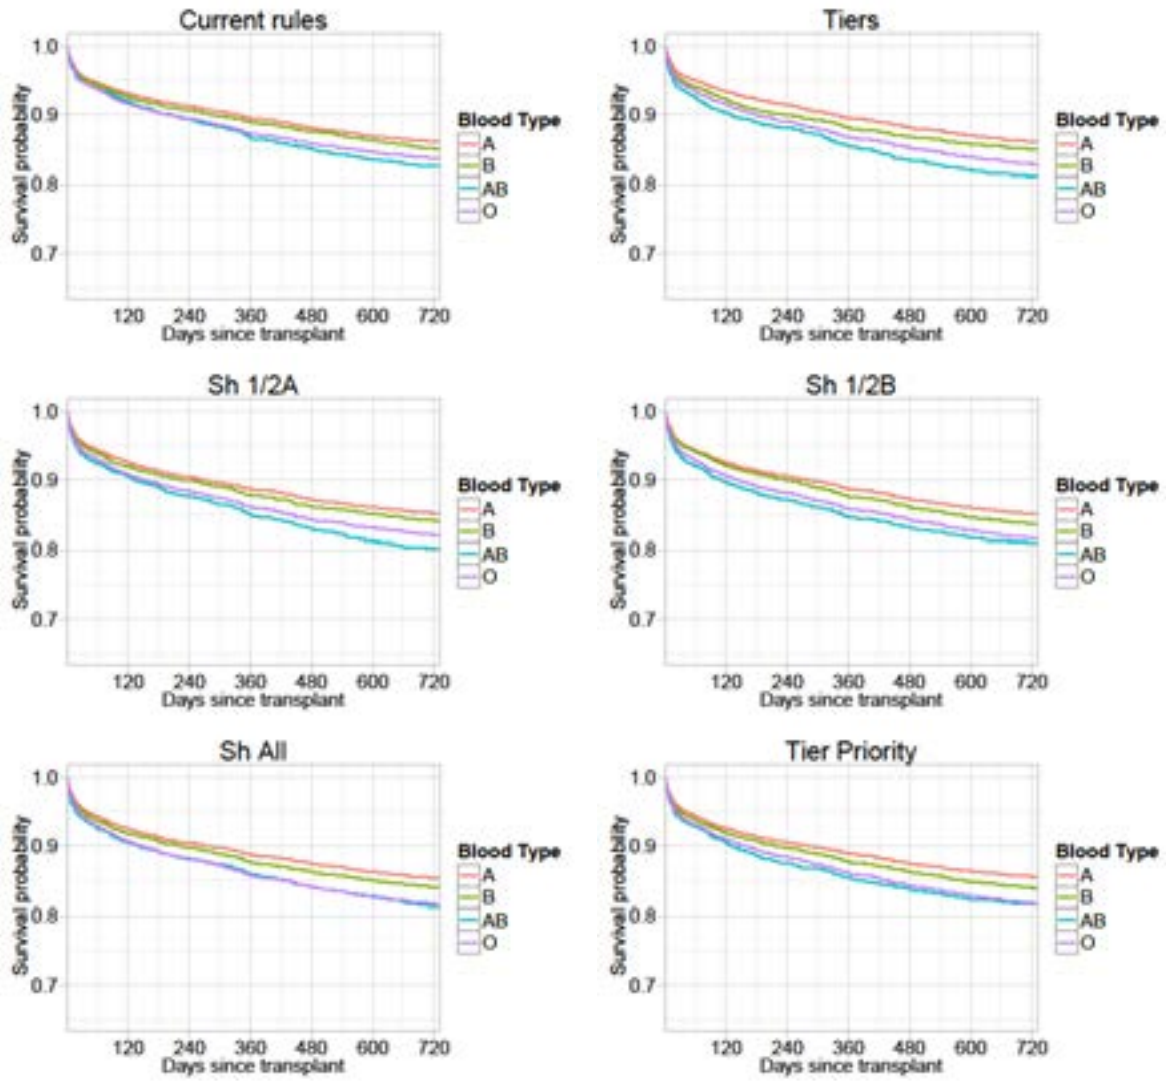 Current rules
Survival probability
1.0
0.9
0.8
0.7
120 240 360 480 600 720
Days since transplant
Blood Type
A
B
AB
O
Tiers
Survival probability
1.0
0.9
0.8
0.7
120 240 360 480 600 720
Days since transplant
Blood Type
A
B
AB
O
Sh 1/2A
Survival probability
1.0
0.9
0.8
0.7
120 240 360 480 600 720
Days since transplant
Blood Type
A
B
AB
O
Sh 1/2B
Survival probability
1.0
0.9
0.8
0.7
120 240 360 480 600 720
Days since transplant
Blood Type
A
B
AB
O
Sh All
Survival probability
1.0
0.9
0.8
0.7
120 240 360 480 600 720
Days since transplant
Blood Type
A
B
AB
O
Tier Priority
Survival probability
1.0
0.9
0.8
0.7
120 240 360 480 600 720
Days since transplant
Blood Type
A
B
AB
O